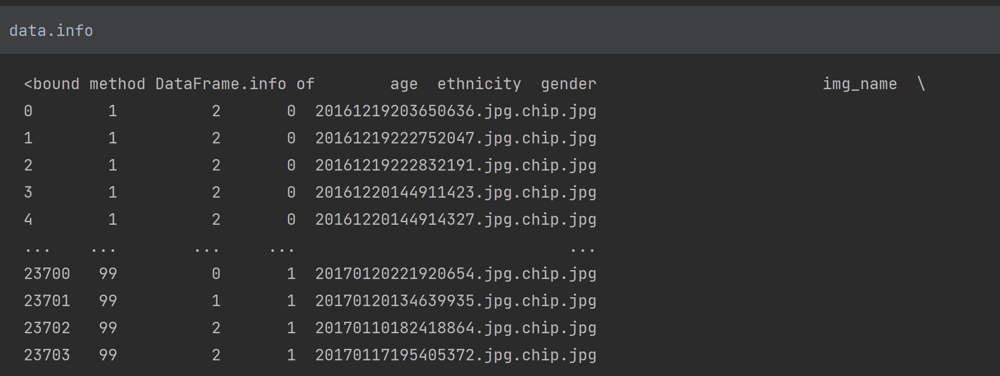 data.info
<bound method DataFrame.info of        age  ethnicity  gender                        img_name  \
0        1          2       0  20161219203650636.jpg.chip.jpg
1        1          2       0  20161219222752047.jpg.chip.jpg
2        1          2       0  20161219222832191.jpg.chip.jpg
3        1          2       0  20161220144911423.jpg.chip.jpg
4        1          2       0  20161220144914327.jpg.chip.jpg
...    ...        ...     ...                             ...
23700   99          0       1  20170120221920654.jpg.chip.jpg
23701   99          1       1  20170120134639935.jpg.chip.jpg
23702   99          2       1  20170110182418864.jpg.chip.jpg
23703   99          2       1  20170117195405372.jpg.chip.jpg